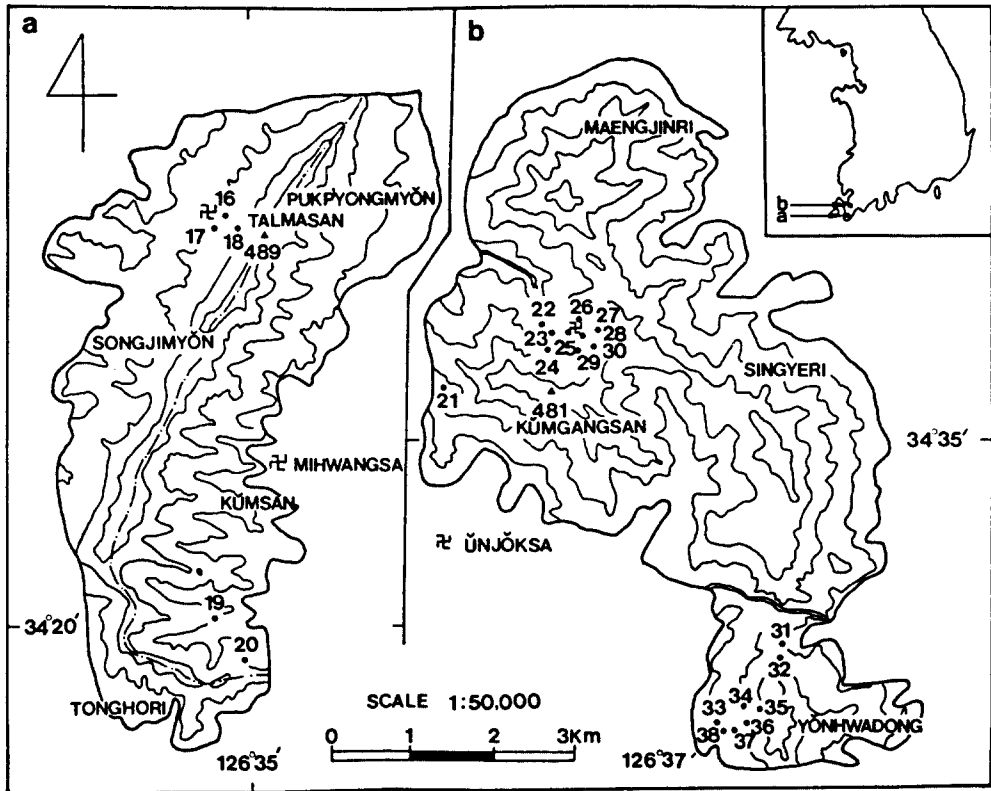 a
PUKPYONGMYŎN
16
TALMASAN
17
18
489
SONGJIMYŎN
卍 MIHWANGSA
KŬMSAN
19
34°20′
20
TONGHORI
126°35′
b
MAENGJINRI
22
26
27
23
28
25
29
30
24
21
481
KŬMGANGSAN
SINGYERI
34°35′
卍 ŬNJŎKSA
31
32
34
33
35
36
YŎNHWADONG
38
37
126°37′
SCALE 1:50.000
0 1 2 3Km
b
a